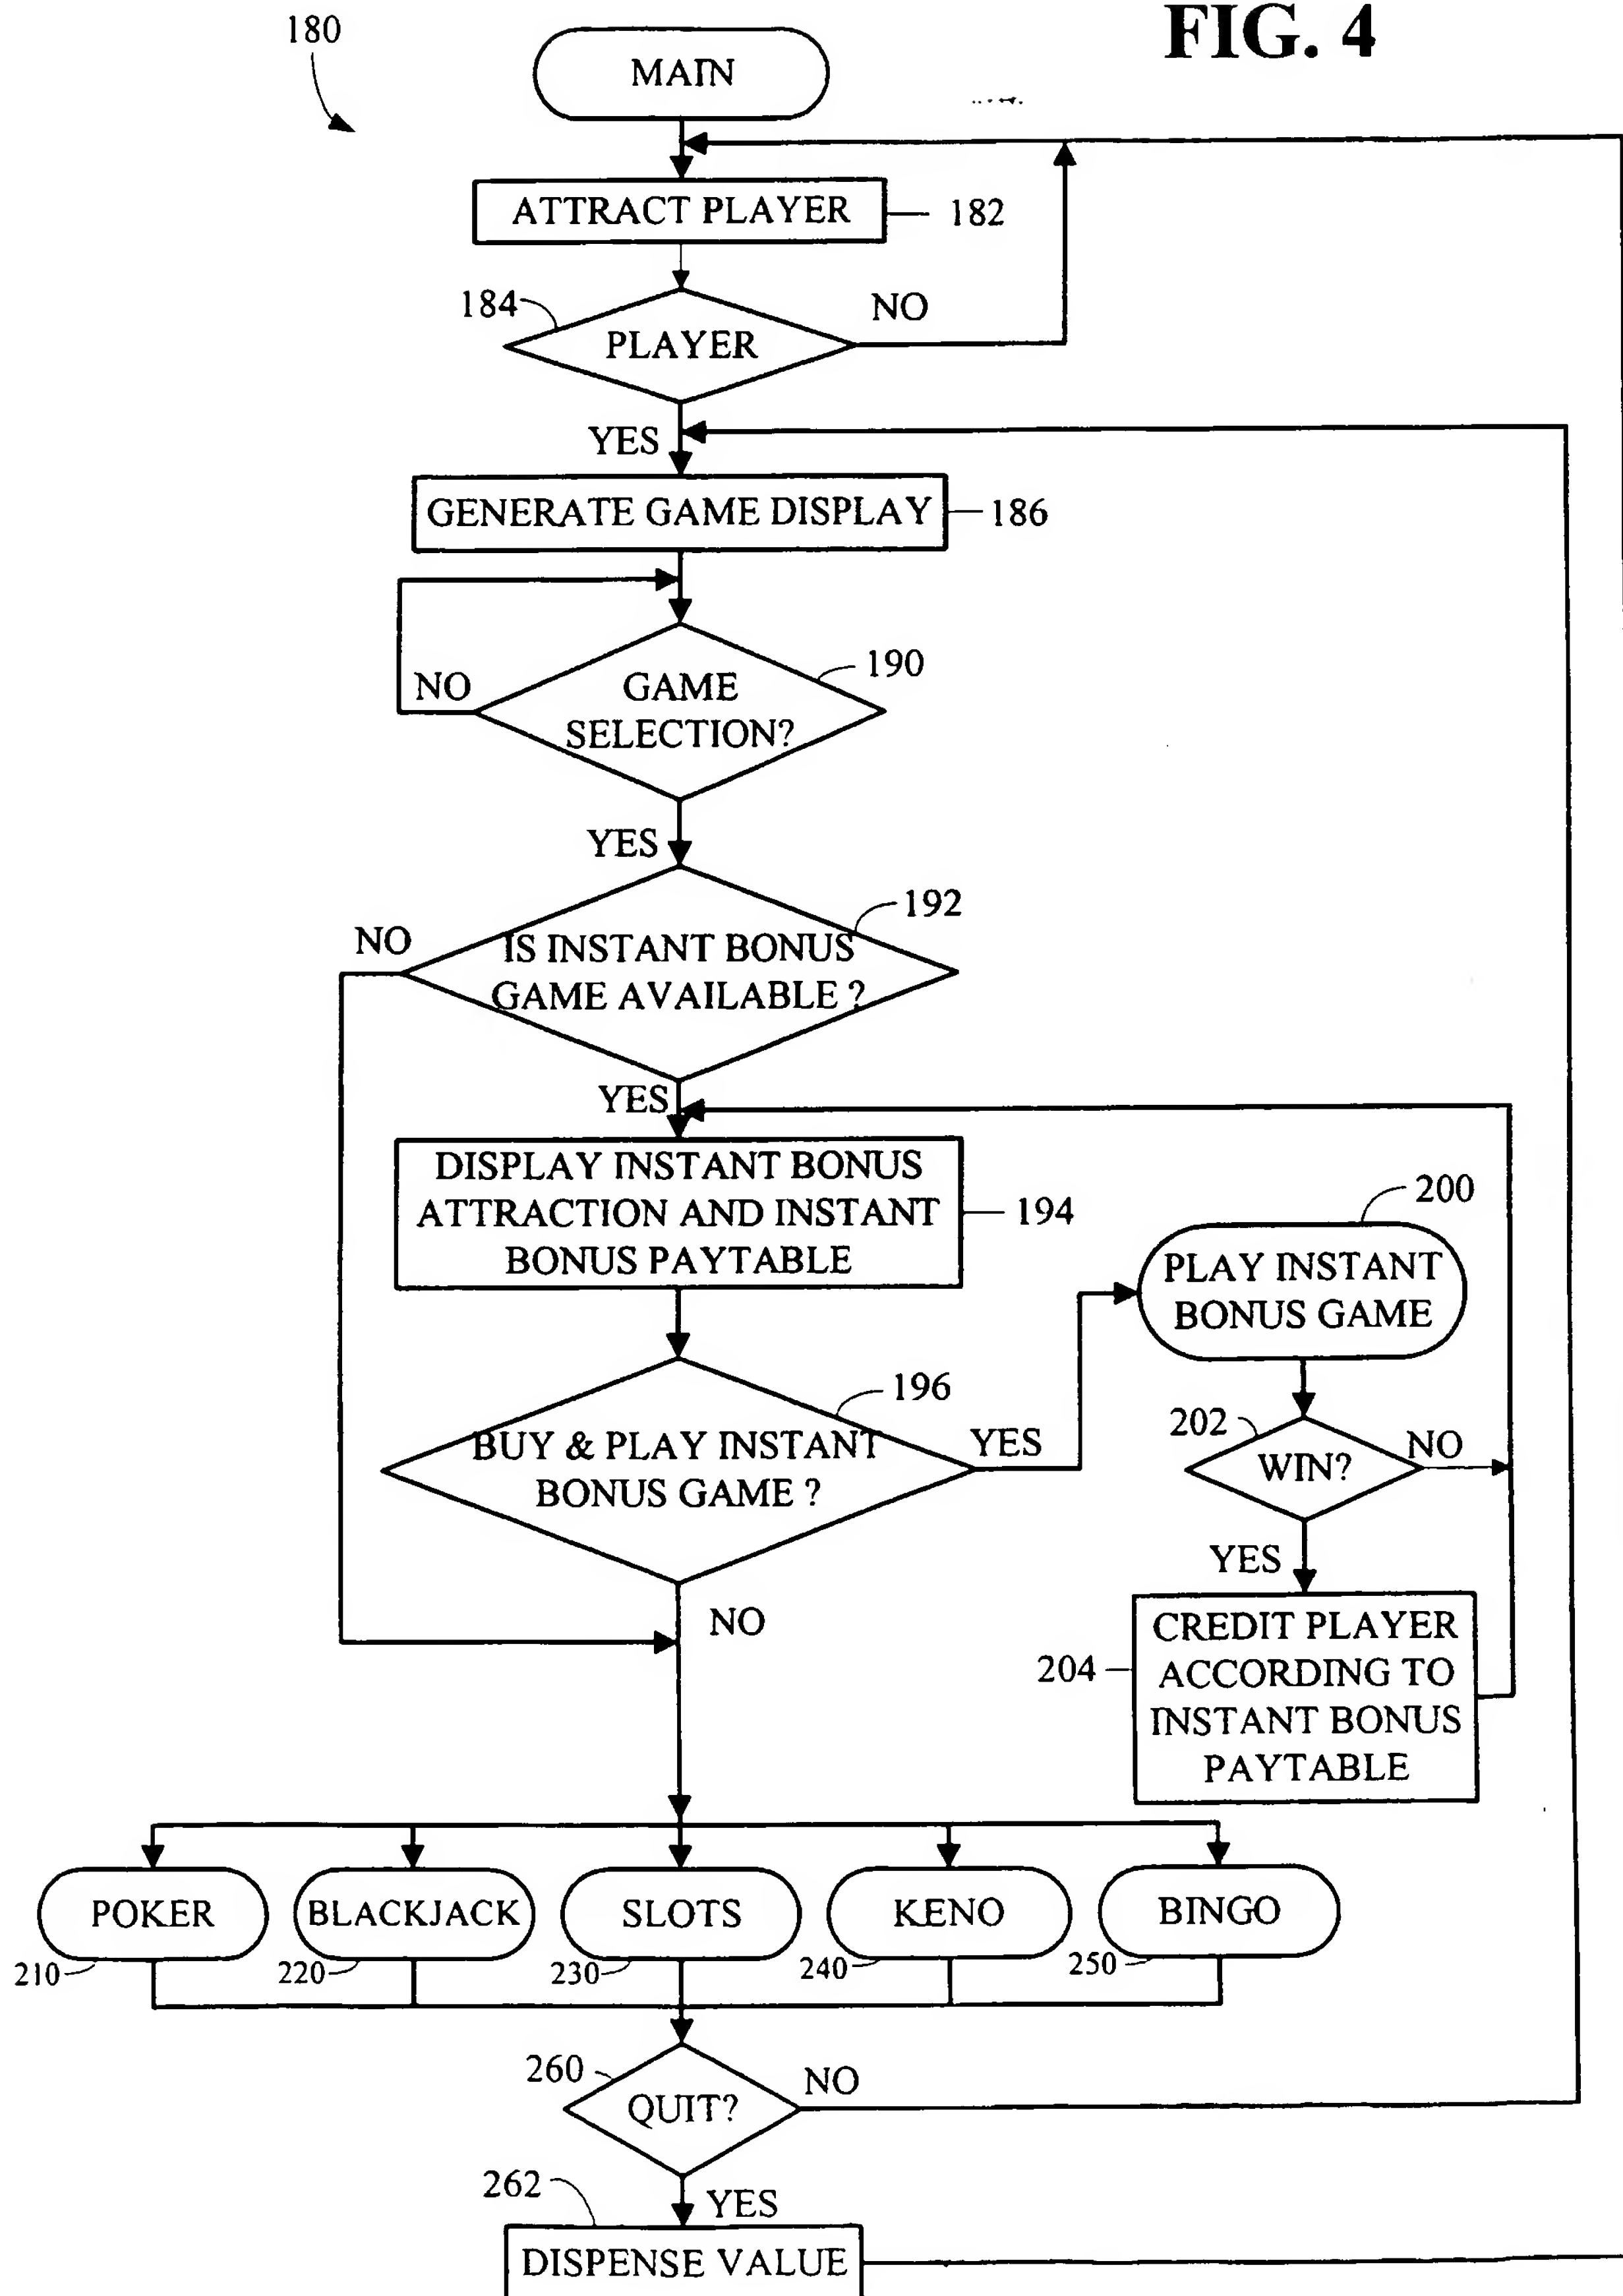 FIG. 4
180
MAIN
ATTRACT PLAYER
182
184
PLAYER
NO
YES
GENERATE GAME DISPLAY
186
190
GAME
SELECTION?
NO
YES
192
NO
IS INSTANT BONUS
GAME AVAILABLE ?
YES
DISPLAY INSTANT BONUS
ATTRACTION AND INSTANT
BONUS PAYTABLE
194
200
PLAY INSTANT
BONUS GAME
196
BUY & PLAY INSTANT
BONUS GAME ?
YES
202
WIN?
NO
YES
NO
204
CREDIT PLAYER
ACCORDING TO
INSTANT BONUS
PAYTABLE
POKER
BLACKJACK
SLOTS
KENO
BINGO
210
220
230
240
250
260
QUIT?
NO
262
YES
DISPENSE VALUE